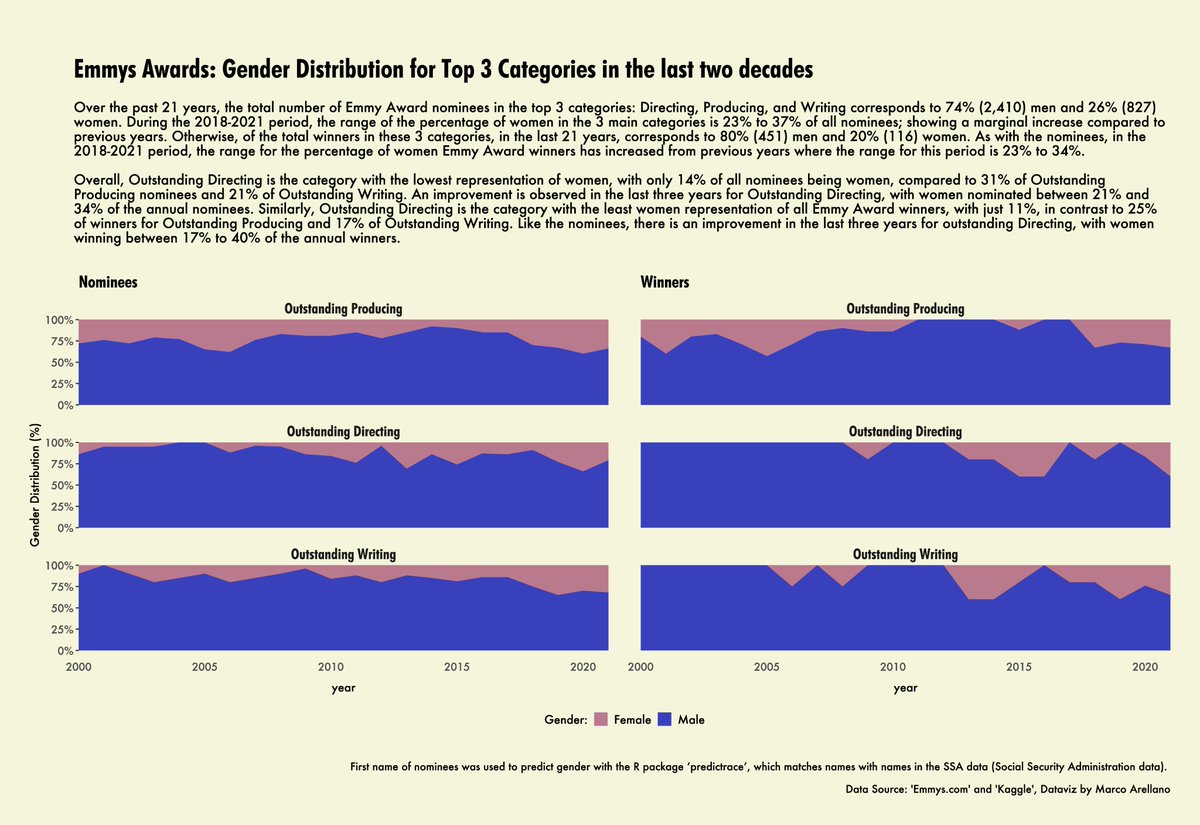 Emmys Awards: Gender Distribution for Top 3 Categories in the last two decades
Over the past 21 years, the total number of Emmy Award nominees in the top 3 categories: Directing, Producing, and Writing corresponds to 74% (2,410) men and 26% (827)
women. During the 2018-2021 period, the range of the percentage of women in the 3 main categories is 23% to 37% of all nominees; showing a marginal increase compared to
previous years. Otherwise, of the total winners in these 3 categories, in the last 21 years, corresponds to 80% (451) men and 20% (116) women. As with the nominees, in the
2018-2021 period, the range for the percentage of women Emmy Award winners has increased from previous years where the range for this period is 23% to 34%.
Overall, Outstanding Directing is the category with the lowest representation of women, with only 14% of all nominees being women, compared to 31% of Outstanding
Producing nominees and 21% of Outstanding Writing. An improvement is observed in the last three years for Outstanding Directing, with women nominated between 21% and
34% of the annual nominees. Similarly, Outstanding Directing is the category with the least women representation of all Emmy Award winners, with just 11%, in contrast to 25%
of winners for Outstanding Producing and 17% of Outstanding Writing. Like the nominees, there is an improvement in the last three years for outstanding Directing, with women
winning between 17% to 40% of the annual winners.
Nominees
Winners
Gender Distribution (%)
Outstanding Producing
100%
75%
50%
25%
0%
Outstanding Producing
Outstanding Directing
100%
75%
50%
25%
0%
Outstanding Directing
Outstanding Writing
100%
75%
50%
25%
0%
Outstanding Writing
2000 2005 2010 2015 2020
2000 2005 2010 2015 2020
year
year
Gender: Female Male
First name of nominees was used to predict gender with the R package ‘predictrace’, which matches names with names in the SSA data (Social Security Administration data).
Data Source: 'Emmys.com' and 'Kaggle', Dataviz by Marco Arellano